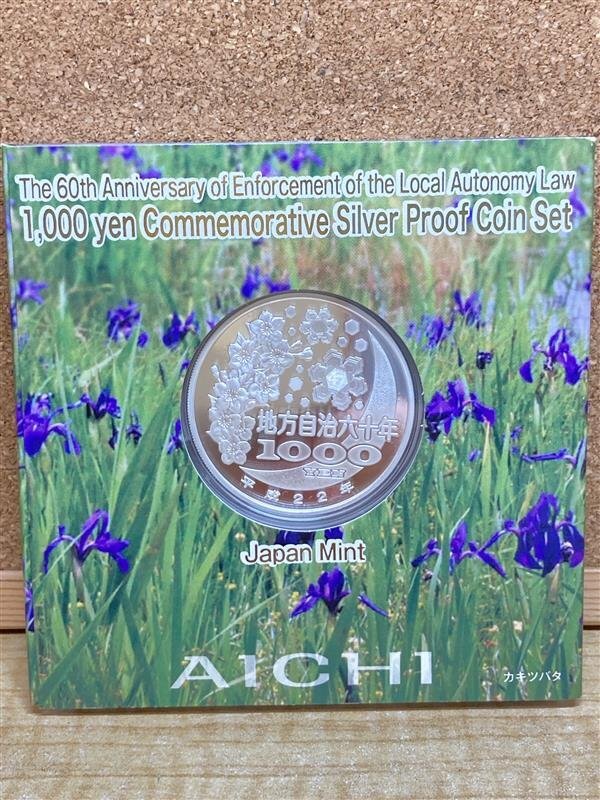 The 60th Anniversary of Enforcement of the Local Autonomy Law
1,000 yen Commemorative Silver Proof Coin Set
地方自治六十年
1000
YEN
平成22年
Japan Mint
AICHI
カキツバタ